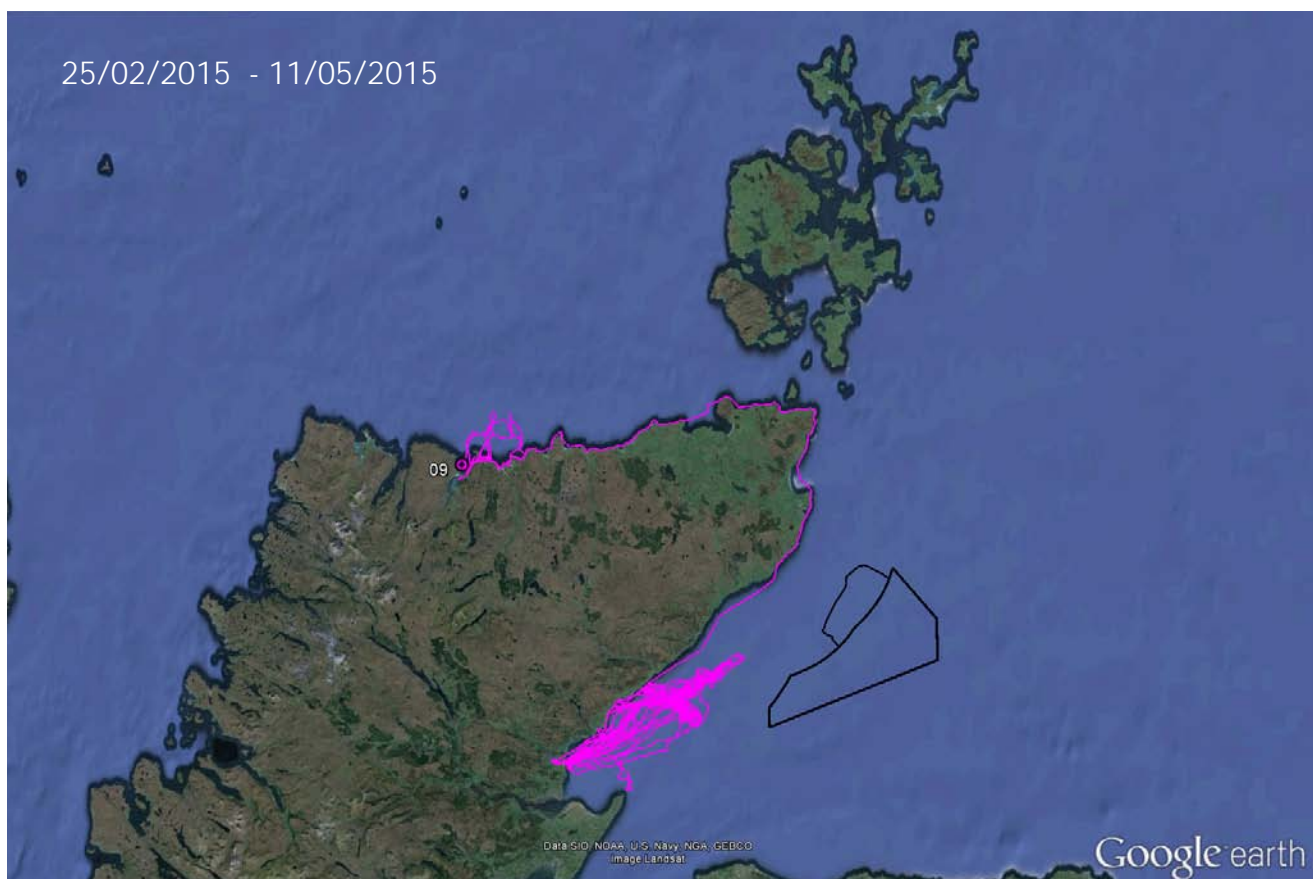 25/02/2015 - 11/05/2015
09
Data SIO, NOAA, U.S. Navy, NGA, GEBCO
Image Landsat
Google earth